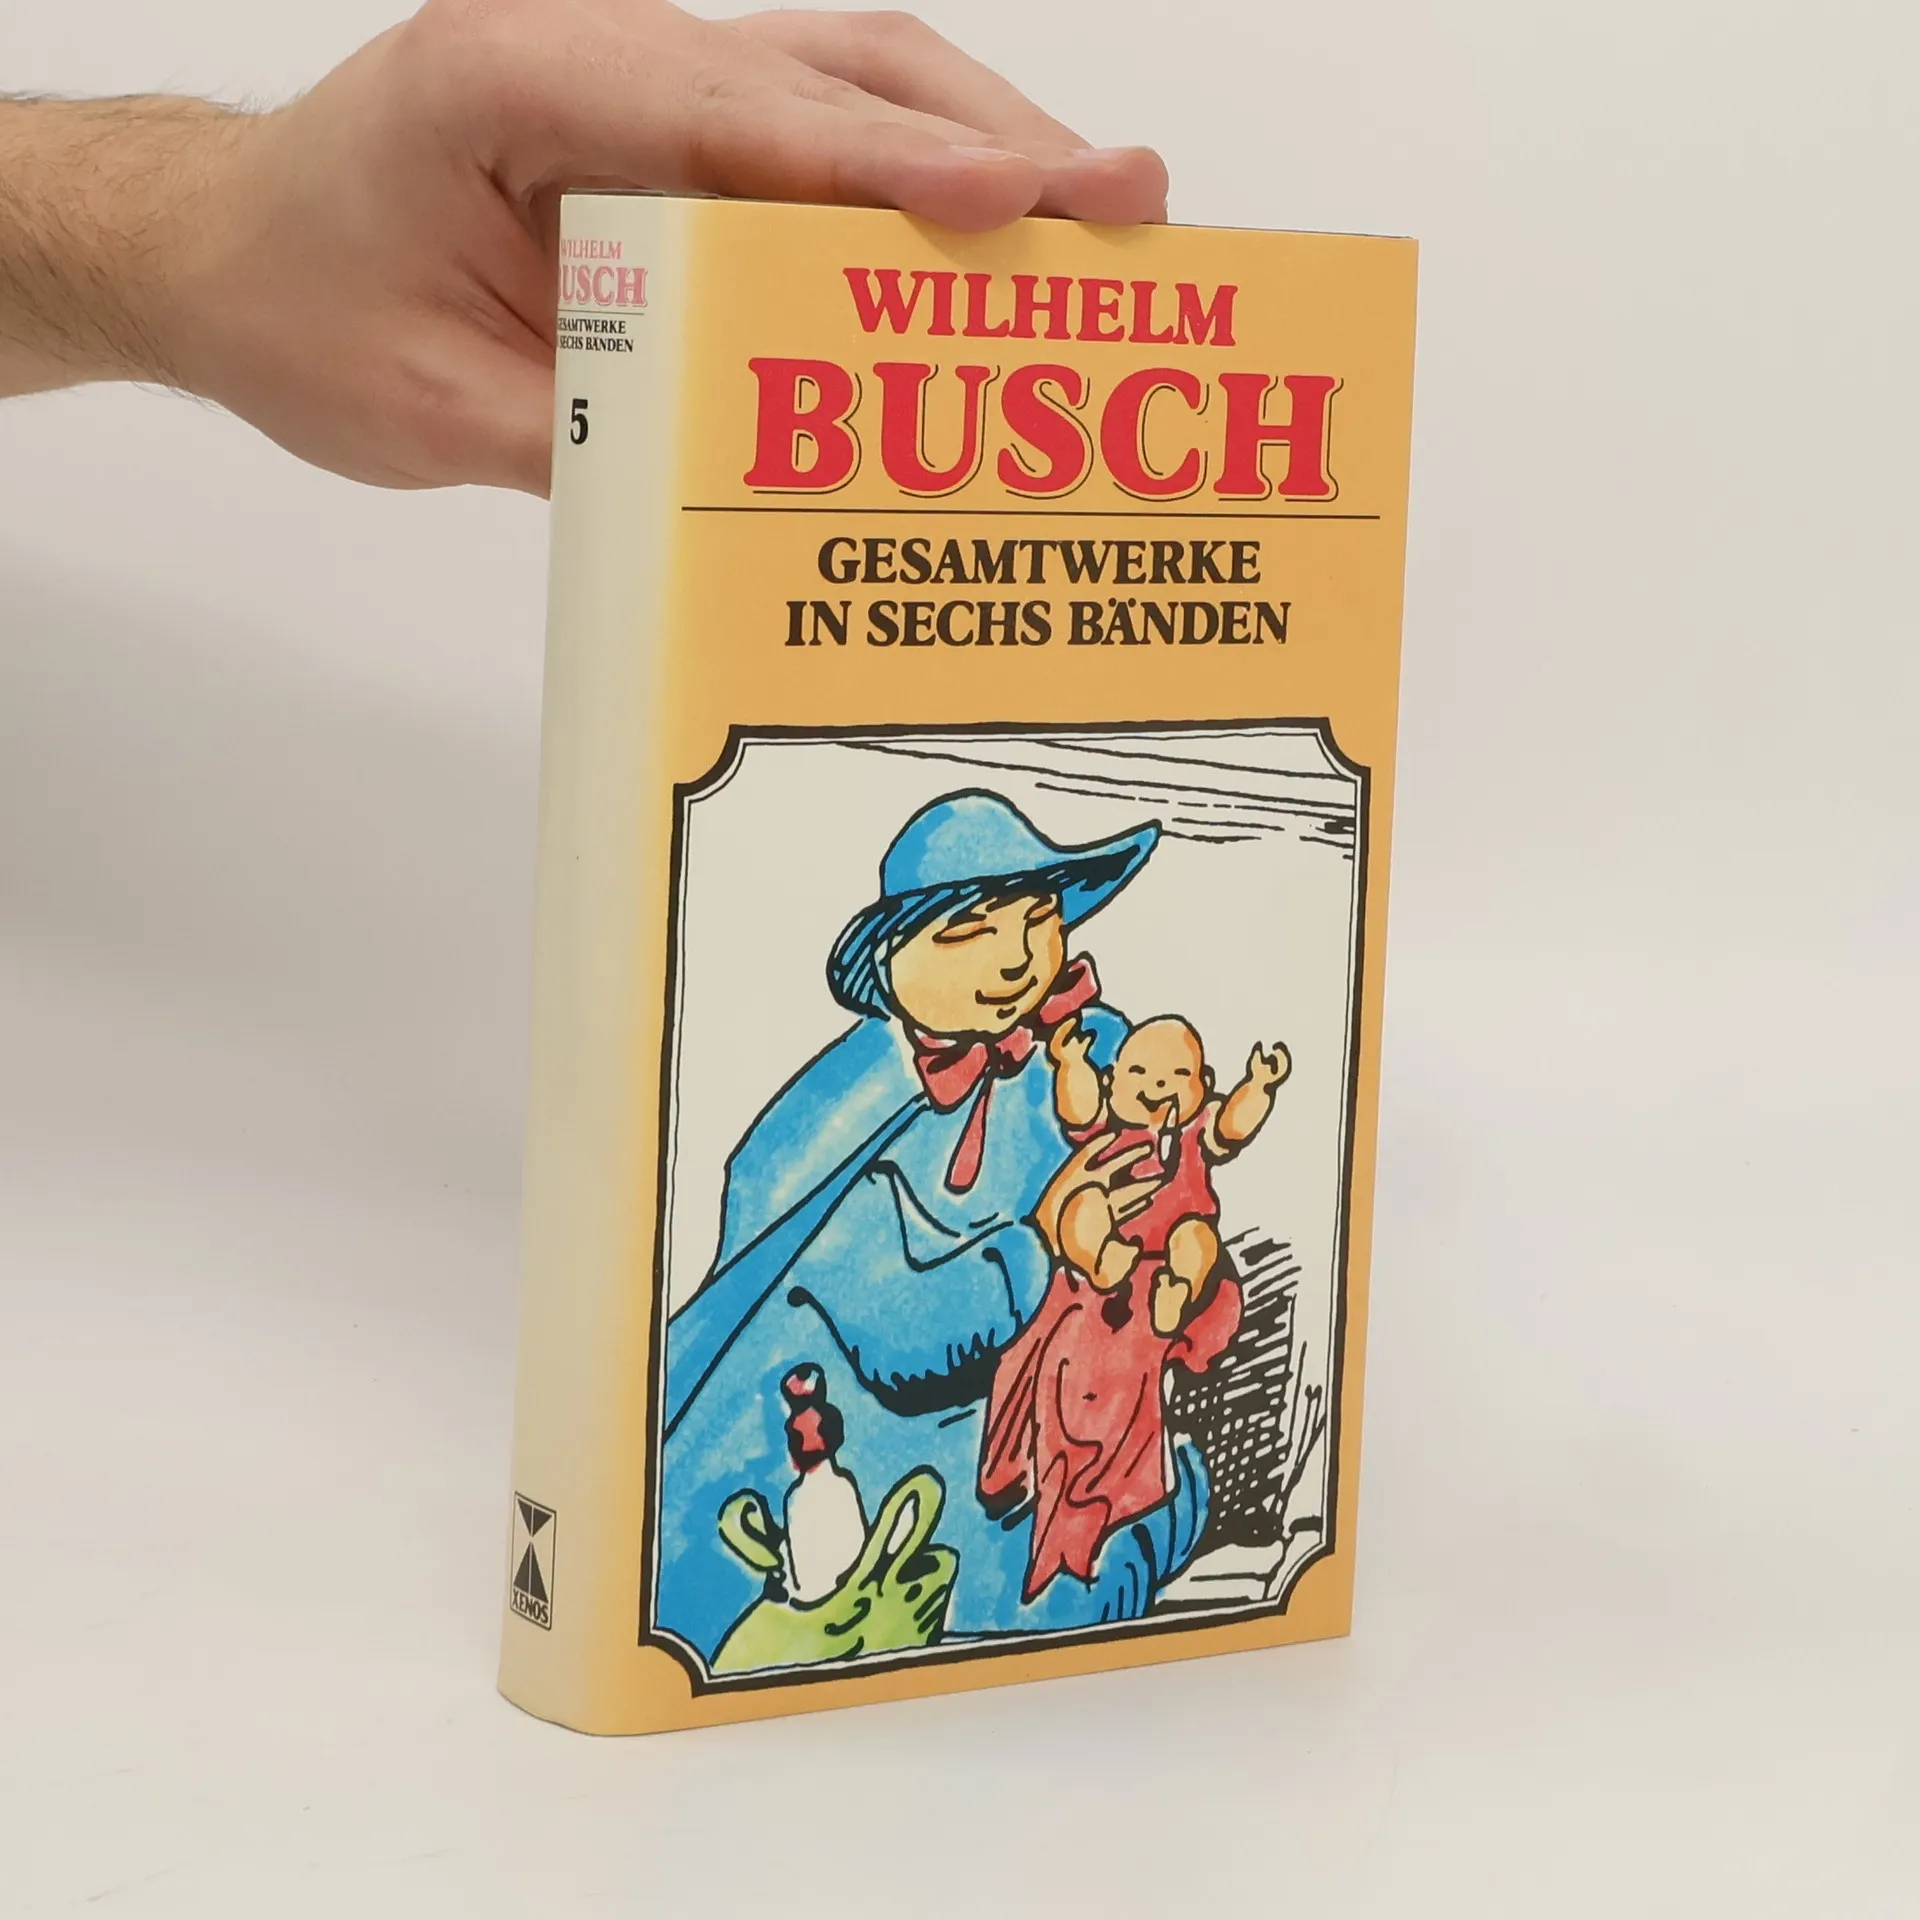 WILHELM
BUSCH
GESAMTWERKE
IN SECHS BÄNDEN
WILHELM
BUSCH
GESAMTWERKE
SECHS BÄNDEN
5
XENOS